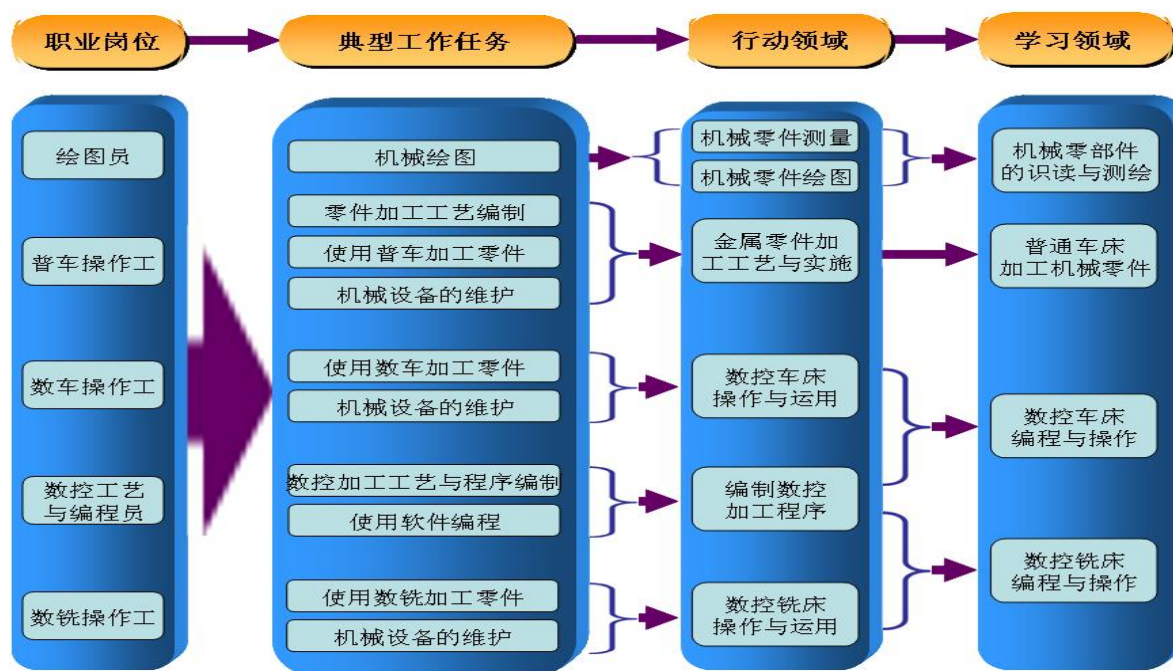 职业岗位
典型工作任务
行动领域
学习领域
绘图员
普车操作工
数车操作工
数控工艺
与编程员
数铣操作工
机械绘图
零件加工工艺编制
使用普车加工零件
机械设备的维护
使用数车加工零件
机械设备的维护
数控加工工艺与程序编制
使用软件编程
使用数铣加工零件
机械设备的维护
机械零件测量
机械零件绘图
金属零件加
工工艺与实施
数控车床
操作与运用
编制数控
加工程序
数控铣床
操作与运用
机械零部件
的识读与测绘
普通车床
加工机械零件
数控车床
编程与操作
数控铣床
编程与操作